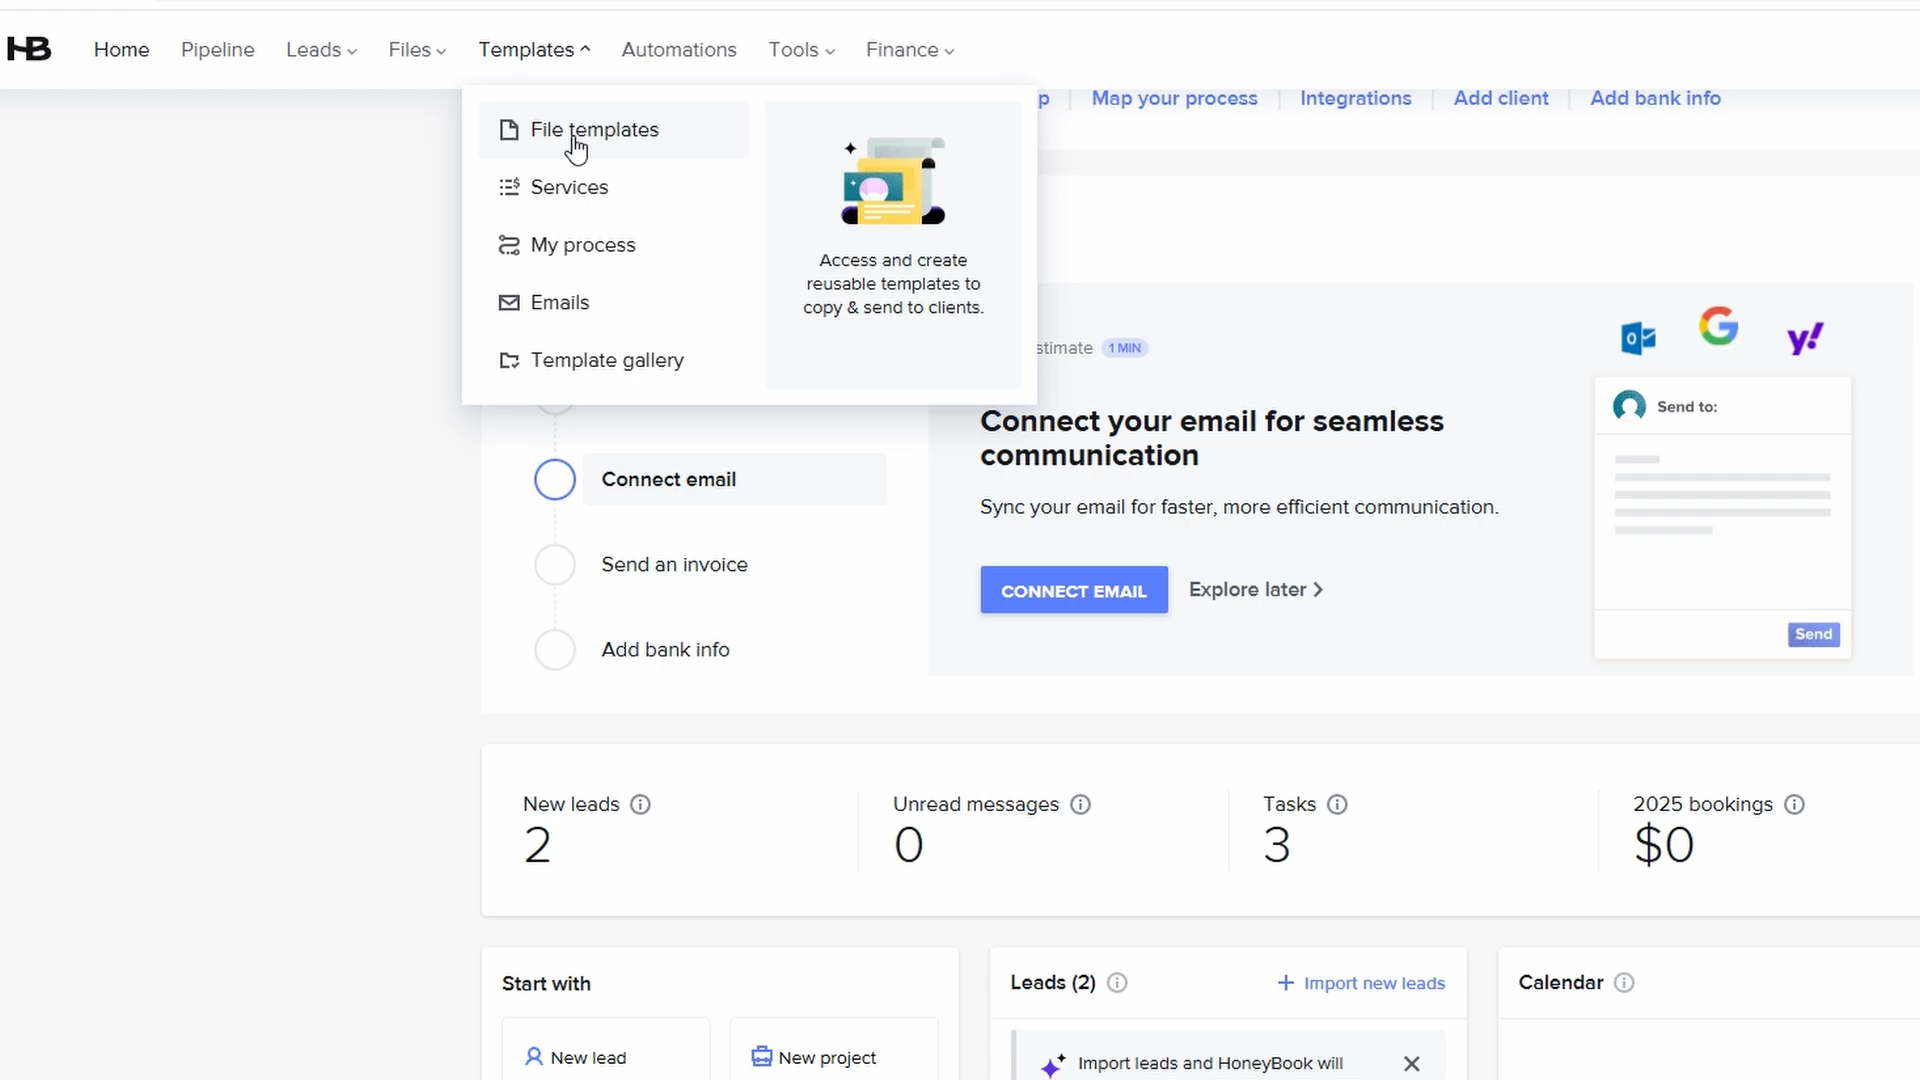 HB Home Pipeline Leads Files Templates Automations Tools Finance
p Map your process Integrations Add client Add bank info
File templates
Services
My process
Emails
Template gallery
Access and create
reusable templates to
copy & send to clients.
stimate 1 MIN
Connect your email for seamless
communication
Sync your email for faster, more efficient communication.
CONNECT EMAIL Explore later
Send to:
Send
Connect email
Send an invoice
Add bank info
New leads
2
Unread messages
0
Tasks
3
2025 bookings
$0
Start with
New lead
New project
Leads (2)
+ Import new leads
Import leads and HoneyBook will
Calendar